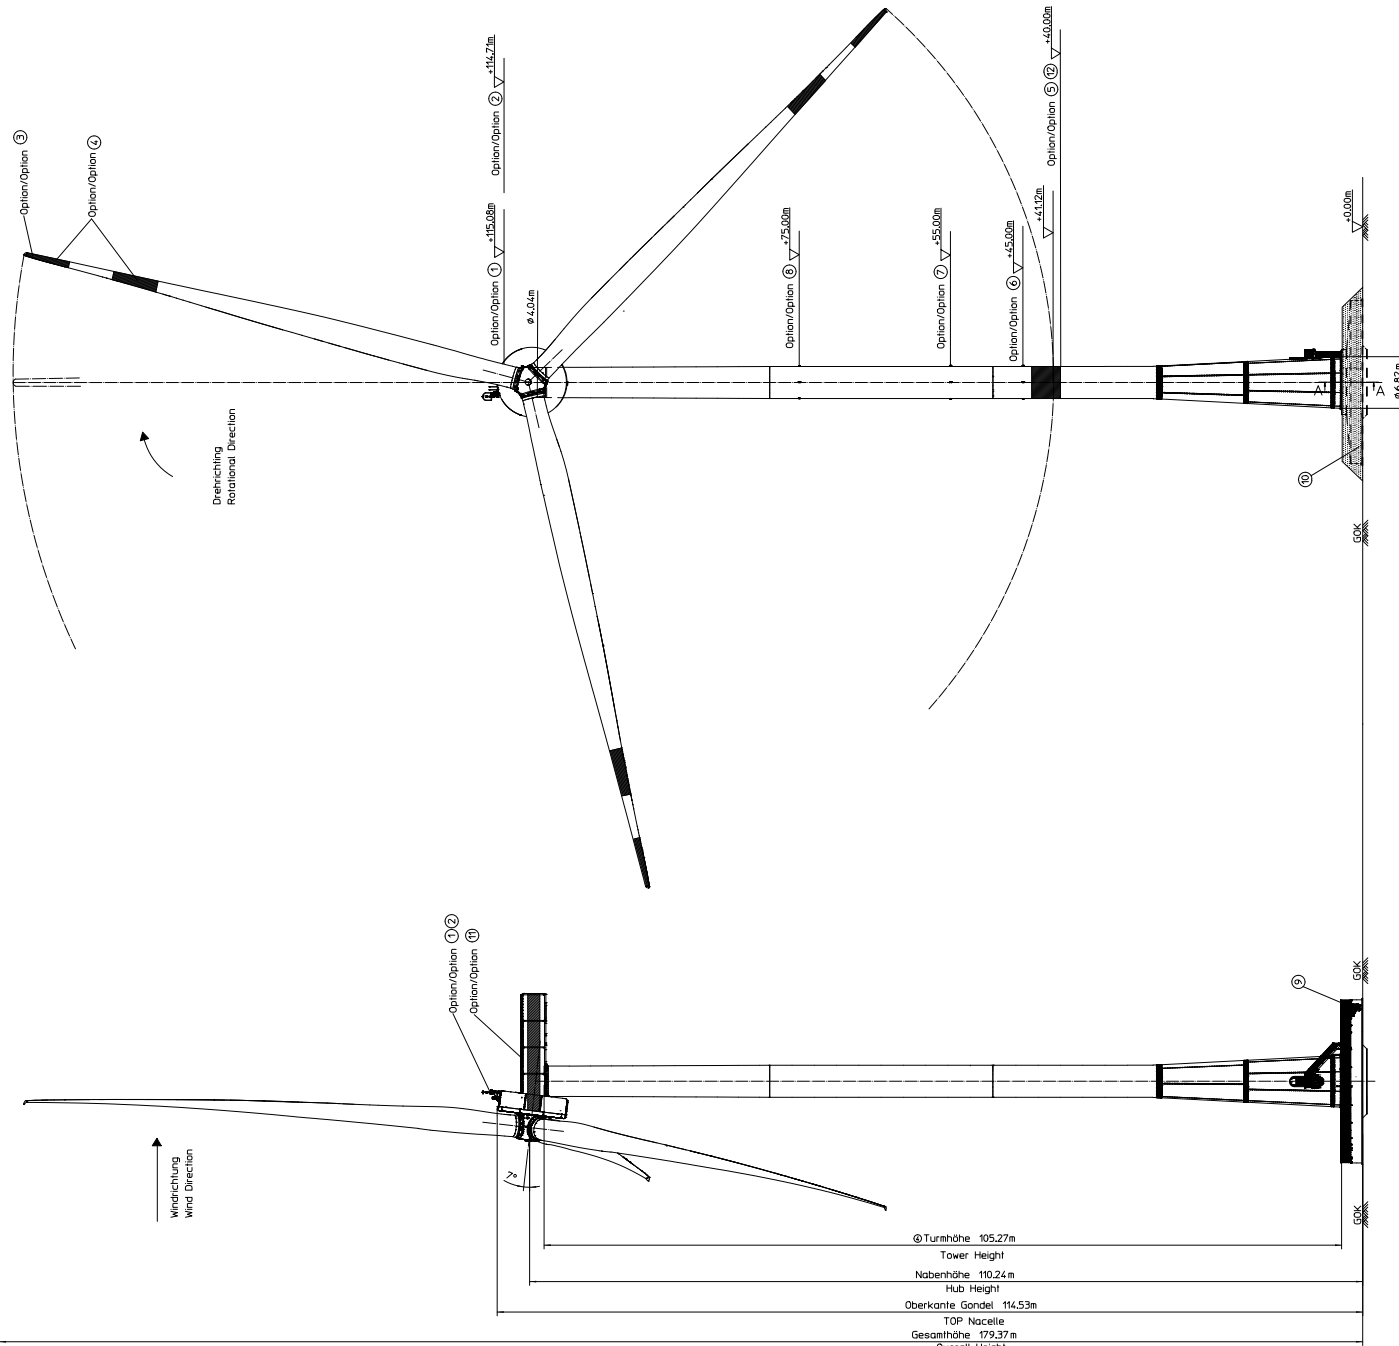 Option/Option ③
Option/Option ④
Option/Option ② +114.71m
Option/Option ① +115.08m
ø 4.04m
Option/Option ⑤ ⑫ +40.00m
+41.12m
Option/Option ⑧ +75.00m
Option/Option ⑦ +55.00m
Option/Option ⑥ +45.00m
+0.00m
A
A
ø6.82m
⑩
GOK
Drehrichting
Rotational Direction
Option/Option ① ②
Option/Option ⑪
⑨
GOK
Windrichtung
Wind Direction
7°
GOK
④ Turmhöhe 105.27m
Tower Height
Nabenhöhe 110.24m
Hub Height
Oberkante Gondel 114.53m
TOP Nacelle
Gesamthöhe 179.37m
Overall Height